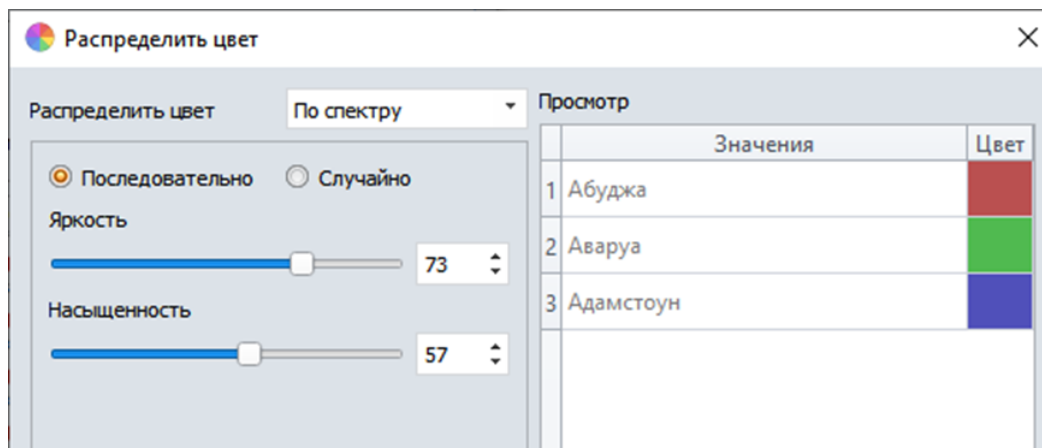 Распределить цвет
Распределить цвет По спектру
Последовательно Случайно
Яркость
73
Насыщенность
57
Просмотр
Значения Цвет
1 Абуджа
2 Аваруа
3 Адамстоун